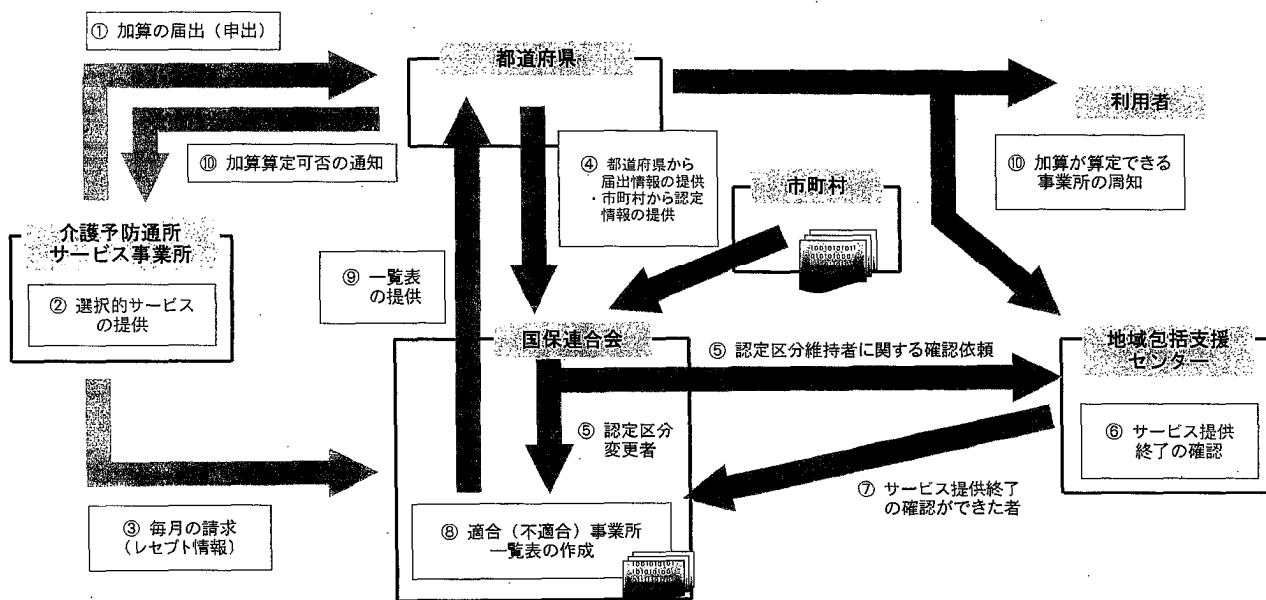 ① 加算の届出（申出）
都道府県
利用者
⑩ 加算算定可否の通知
④ 都道府県から
届出情報の提供
・市町村から認定
情報の提供
市町村
⑩ 加算が算定できる
事業所の周知
介護予防通所
サービス事業所
② 選択的サービス
の提供
⑨ 一覧表
の提供
国保連合会
⑤ 認定区分維持者に関する確認依頼
地域包括支援
センター
⑤ 認定区分
変更者
⑥ サービス提供
終了の確認
⑦ サービス提供終了
の確認ができた者
③ 毎月の請求
（レセプト情報）
⑧ 適合（不適合）事業所
一覧表の作成